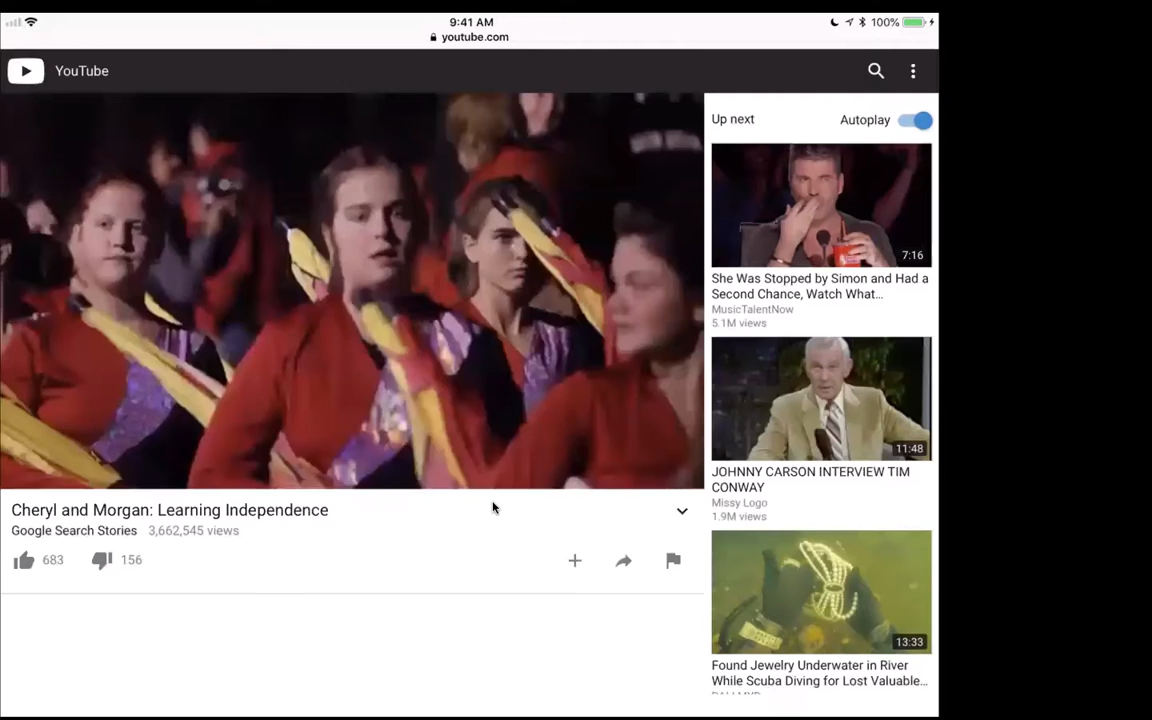 9:41 AM
100%
youtube.com
YouTube
Up next
Autoplay
7:16
She Was Stopped by Simon and Had a
Second Chance, Watch What...
MusicTalentNow
5.1M views
11:48
JOHNNY CARSON INTERVIEW TIM
CONWAY
Missy Logo
1.9M views
13:33
Found Jewelry Underwater in River
While Scuba Diving for Lost Valuable...
Cheryl and Morgan: Learning Independence
Google Search Stories 3,662,545 views
683
156